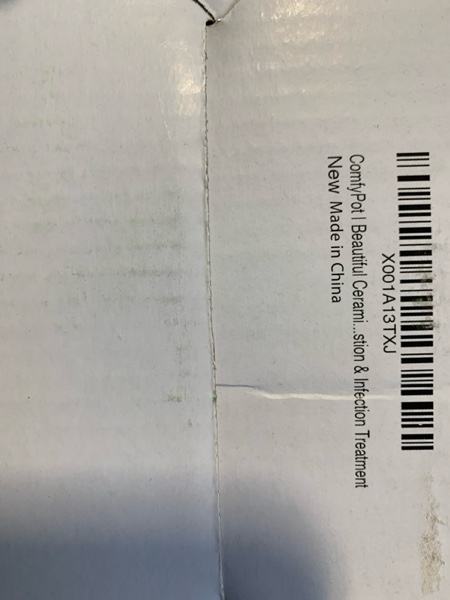 X001A13TXJ
ComfyPot | Beautiful Cerami...stion & Infection Treatment
New Made in China